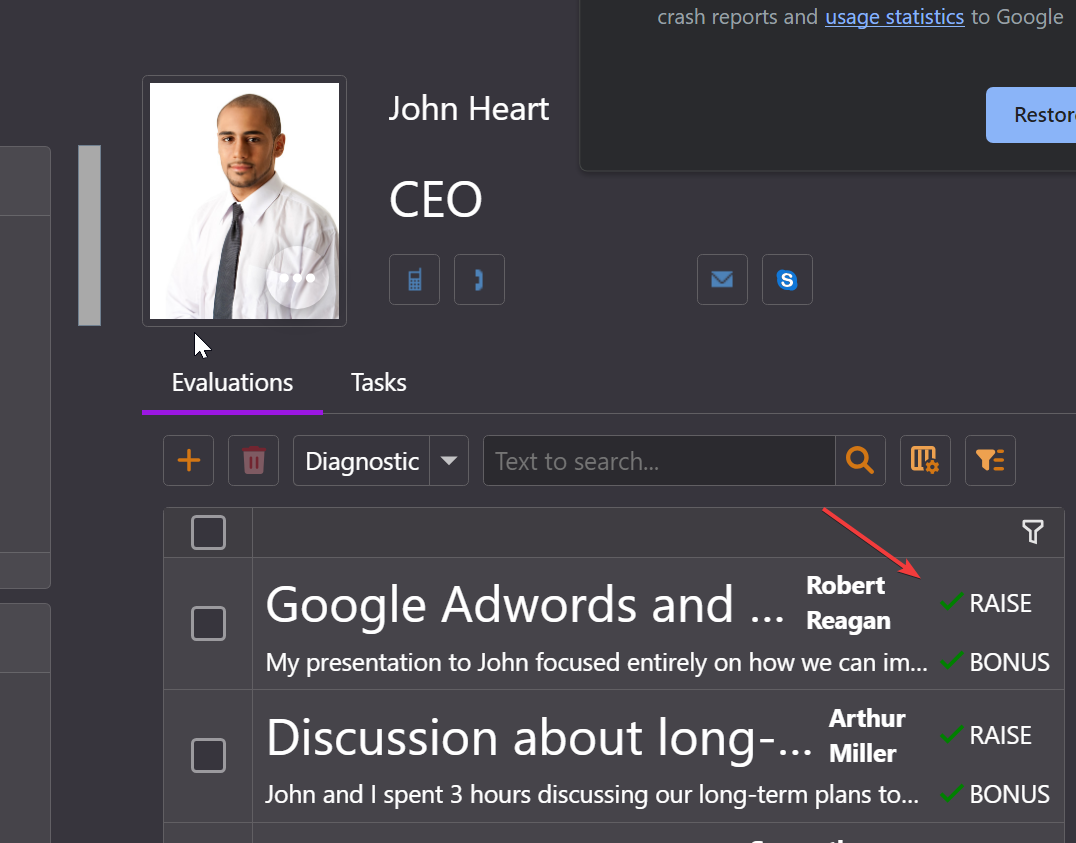 crash reports and usage statistics to Google
Restor
John Heart
CEO
S
Evaluations
Tasks
Diagnostic
Text to search...
Google Adwords and ...
Robert
Reagan
RAISE
My presentation to John focused entirely on how we can im...
BONUS
Discussion about long-...
Arthur
Miller
RAISE
John and I spent 3 hours discussing our long-term plans to...
BONUS